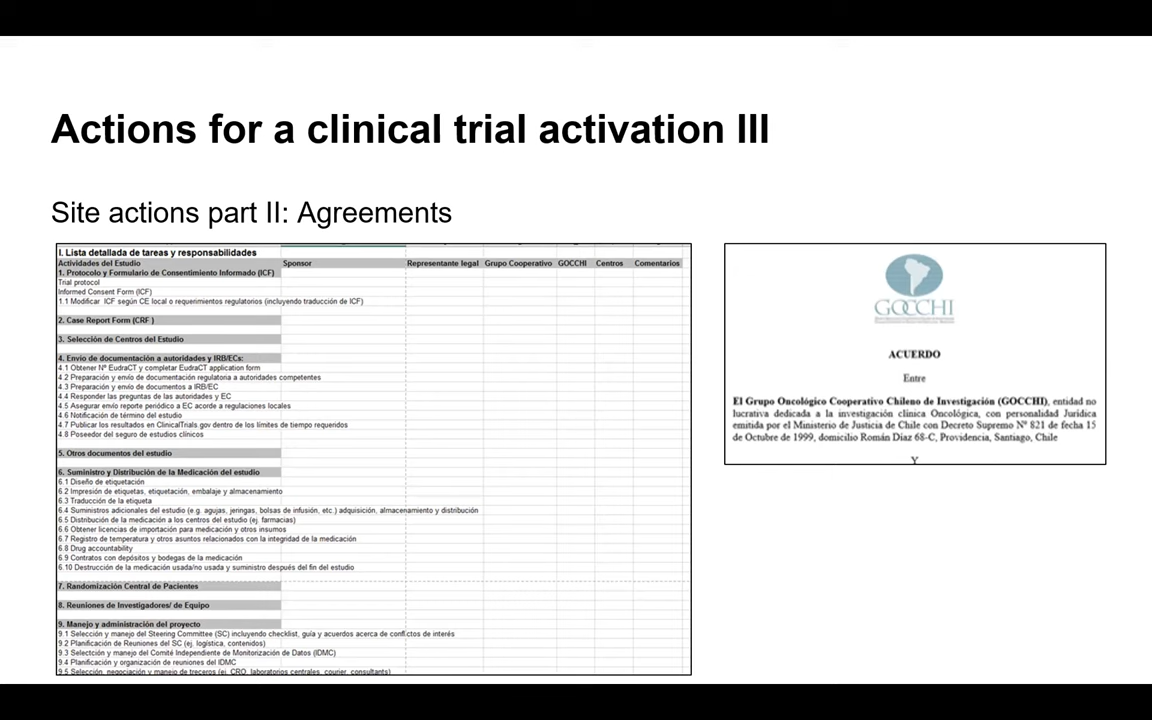 Actions for a clinical trial activation III
Site actions part II: Agreements
I. Lista detallada de tareas y responsabilidades
Actividades del Estudio Sponsor Representante legal Grupo Cooperativo GOCCHI Centros Comentarios
1. Protocolo y Formulario de Consentimiento Informado (ICF)
Trial protocol
Informed Consent Form (ICF)
1.1 Modificar ICF según CE local o requerimientos regulatorios (incluyendo traducción de ICF)
2. Case Report Form (CRF )
3. Selección de Centros del Estudio
4. Envío de documentación a autoridades y IRB/ECs:
4.1 Obtener Nº EudraCT y completar EudraCT application form
4.2 Preparación y envío de documentación regulatoria a autoridades competentes
4.3 Preparación y envío de documentos a IRB/EC
4.4 Responder las preguntas de las autoridades y EC
4.5 Asegurar envío reporte periódico a EC acorde a regulaciones locales
4.6 Notificación de término del estudio
4.7 Publicar los resultados en ClinicalTrials.gov dentro de los límites de tiempo requeridos
4.8 Poseedor del seguro de estudios clínicos
5. Otros documentos del estudio
6. Suministro y Distribución de la Medicación del estudio
6.1 Diseño de etiquetación
6.2 Impresión de etiquetas, etiquetación, embalaje y almacenamiento
6.3 Traducción de la etiqueta
6.4 Suministros adicionales del estudio (e.g. agujas, jeringas, bolsas de infusión, etc.) adquisición, almacenamiento y distribución
6.5 Distribución de la medicación a los centros del estudio (ej. farmacias)
6.6 Obtener licencias de importación para medicación y otros insumos
6.7 Registro de temperatura y otros asuntos relacionados con la integridad de la medicación
6.8 Drug accountability
6.9 Contratos con depósitos y bodegas de la medicación
6.10 Destrucción de la medicación usada/no usada y suministro después del fin del estudio
7. Randomización Central de Pacientes
8. Reuniones de Investigadores/ de Equipo
9. Manejo y administración del proyecto
9.1 Selección y manejo del Steering Committee (SC) incluyendo checklist, guía y acuerdos acerca de conflictos de interés
9.2 Planificación de Reuniones del SC (ej. logística, contenidos)
9.3 Selectción y manejo del Comité Independiente de Monitorización de Datos (IDMC)
9.4 Planificación y organización de reuniones del IDMC
9.5 Selección, negociación y manejo de treceros (ej. CRO, laboratorios centrales, courier, consultants)
GOCCHI
ACUERDO
Entre
El Grupo Oncológico Cooperativo Chileno de Investigación (GOCCHI), entidad no
lucrativa dedicada a la investigación clínica Oncológica, con personalidad Jurídica
emitida por el Ministerio de Justicia de Chile con Decreto Supremo Nº 821 de fecha 15
de Octubre de 1999, domicilio Román Díaz 68-C, Providencia, Santiago, Chile
Y